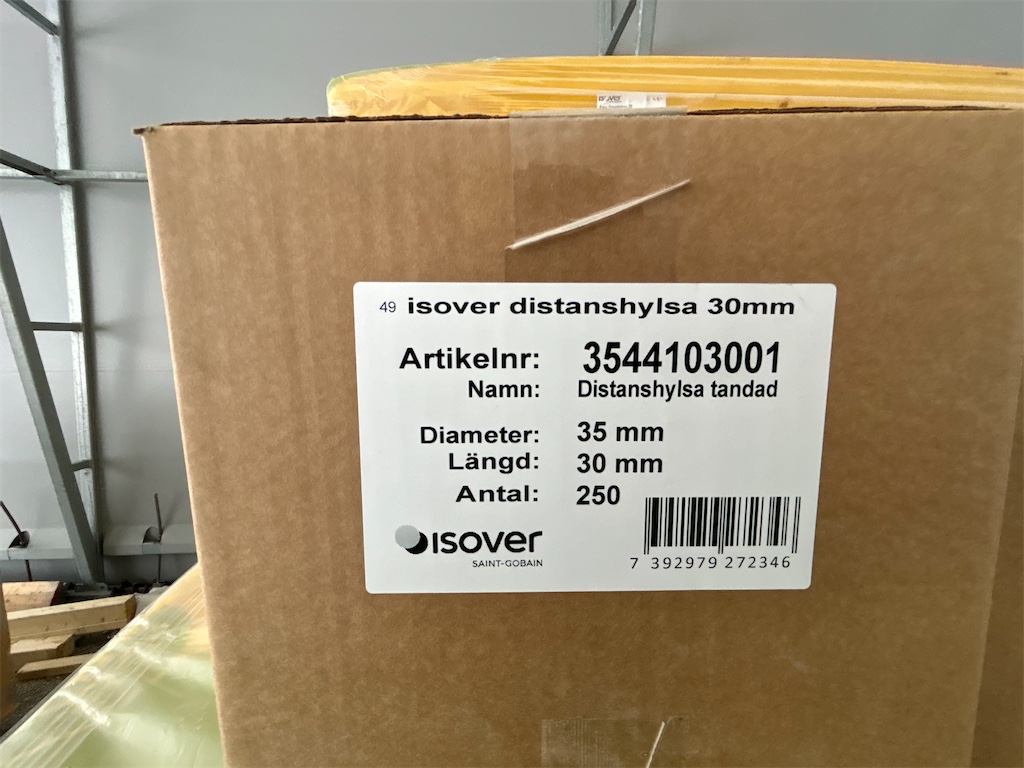 49 isover distanshylsa 30mm
Artikelnr: 3544103001
Namn: Distanshylsa tandad
Diameter: 35 mm
Längd: 30 mm
Antal: 250
isover
SAINT-GOBAIN
7 392979 272346